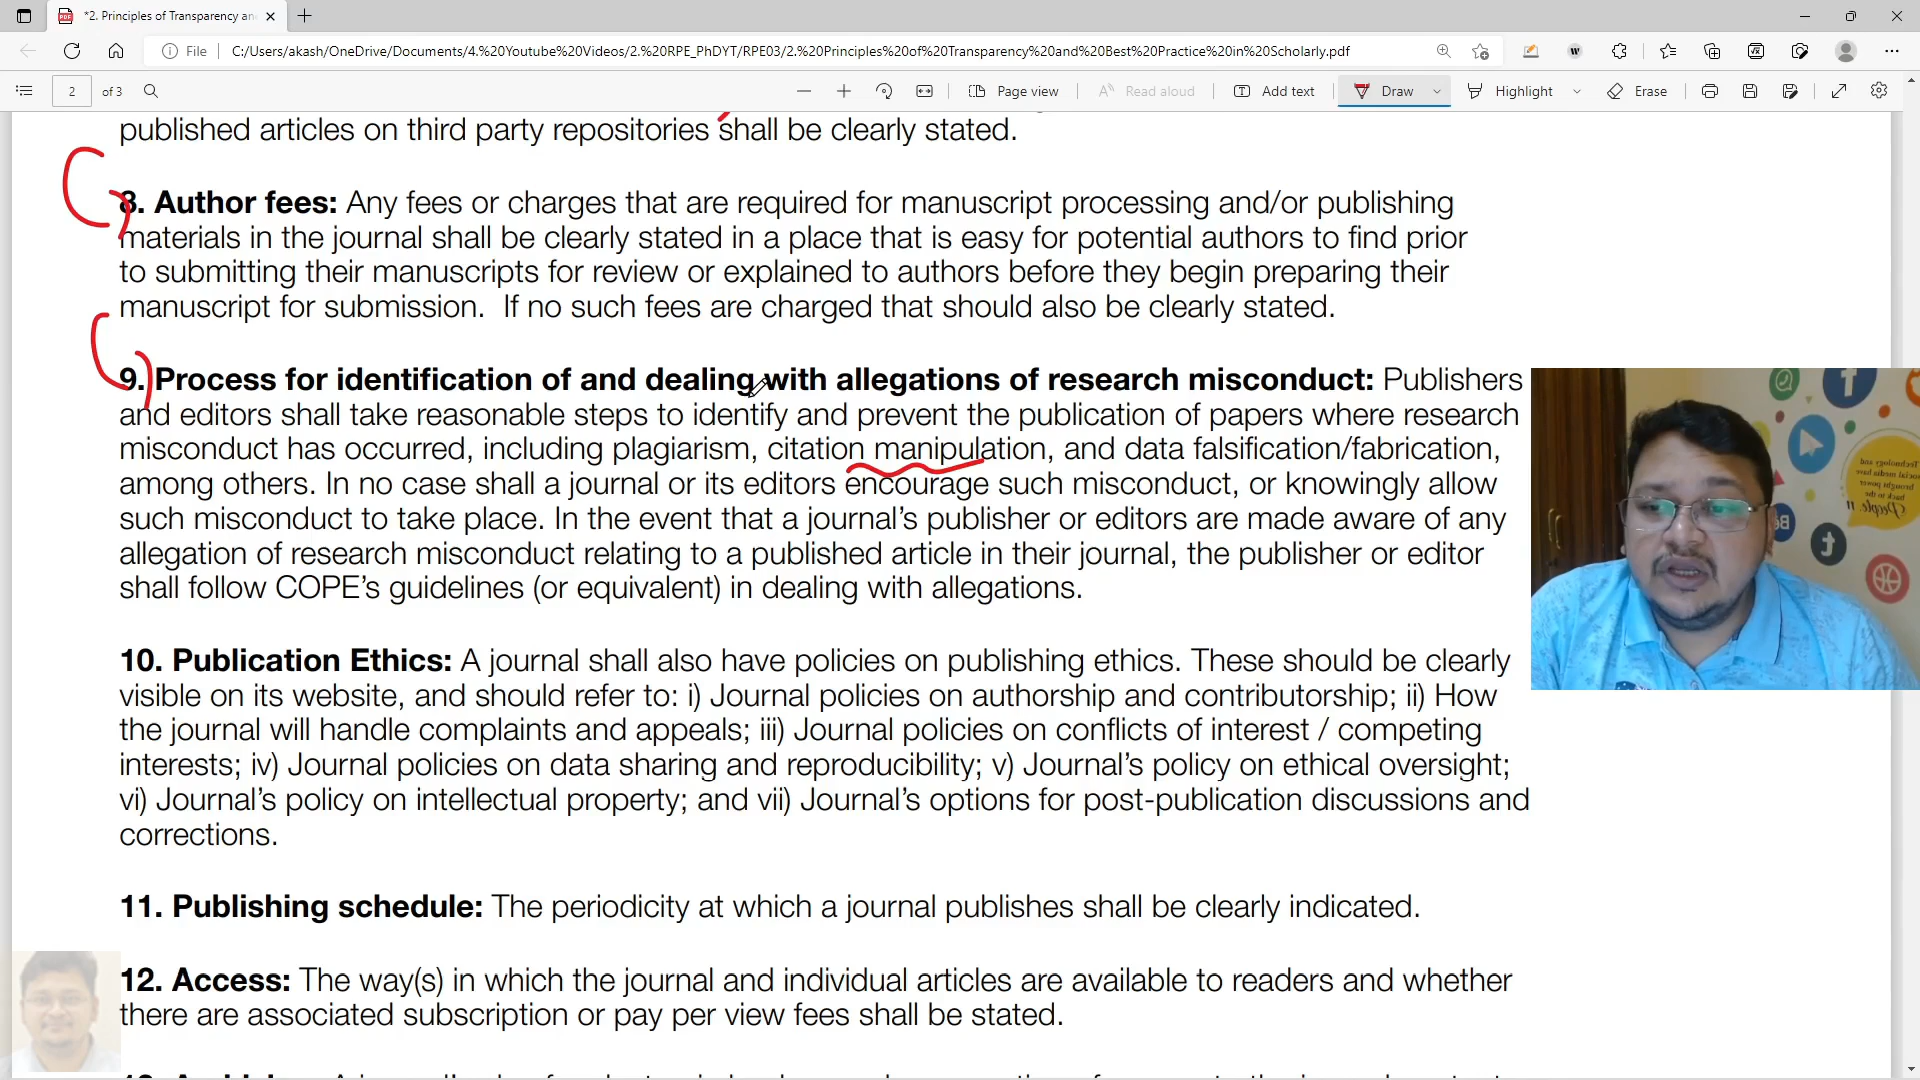 *2. Principles of Transparency an
File
C:/Users/akash/OneDrive/Documents/4.%20Youtube%20Videos/2.%20RPE_PhDYT/RPE03/2.%20Principles%20of%20Transparency%20and%20Best%20Practice%20in%20Scholarly.pdf
2 of 3
Page view
Read aloud
Add text
Draw
Highlight
Erase
published articles on third party repositories shall be clearly stated.
8. Author fees: Any fees or charges that are required for manuscript processing and/or publishing
materials in the journal shall be clearly stated in a place that is easy for potential authors to find prior
to submitting their manuscripts for review or explained to authors before they begin preparing their
manuscript for submission.  If no such fees are charged that should also be clearly stated.
9. Process for identification of and dealing with allegations of research misconduct: Publishers
and editors shall take reasonable steps to identify and prevent the publication of papers where research
misconduct has occurred, including plagiarism, citation manipulation, and data falsification/fabrication,
among others. In no case shall a journal or its editors encourage such misconduct, or knowingly allow
such misconduct to take place. In the event that a journal’s publisher or editors are made aware of any
allegation of research misconduct relating to a published article in their journal, the publisher or editor
shall follow COPE’s guidelines (or equivalent) in dealing with allegations.
10. Publication Ethics: A journal shall also have policies on publishing ethics. These should be clearly
visible on its website, and should refer to: i) Journal policies on authorship and contributorship; ii) How
the journal will handle complaints and appeals; iii) Journal policies on conflicts of interest / competing
interests; iv) Journal policies on data sharing and reproducibility; v) Journal’s policy on ethical oversight;
vi) Journal’s policy on intellectual property; and vii) Journal’s options for post-publication discussions and
corrections.
11. Publishing schedule: The periodicity at which a journal publishes shall be clearly indicated.
12. Access: The way(s) in which the journal and individual articles are available to readers and whether
there are associated subscription or pay per view fees shall be stated.
Technology and
social media have
brought power
back to the
People.